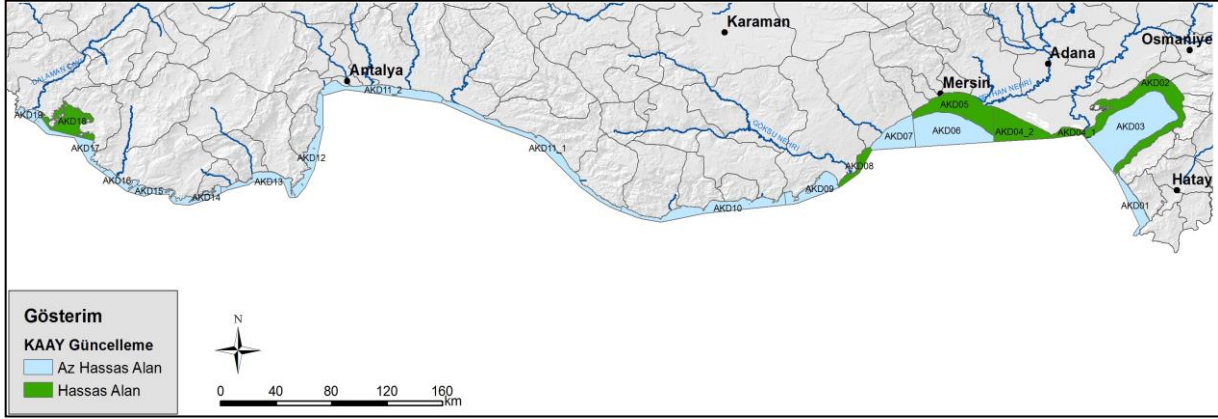 Karaman
Osmaniye
Adana
Antalya
Mersin
Hatay
DALAMAN ÇAYI
GÖKSU NEHRİ
AKD19
AKD18
AKD17
AKD16
AKD15
AKD14
AKD13
AKD12
AKD11_2
AKD11_1
AKD10
AKD09
AKD08
AKD07
AKD06
AKD05
AKD04_2
AKD04_1
AKD03
AKD02
AKD01
Gösterim
KAAY Güncelleme
Az Hassas Alan
Hassas Alan
N
0 40 80 120 160
km